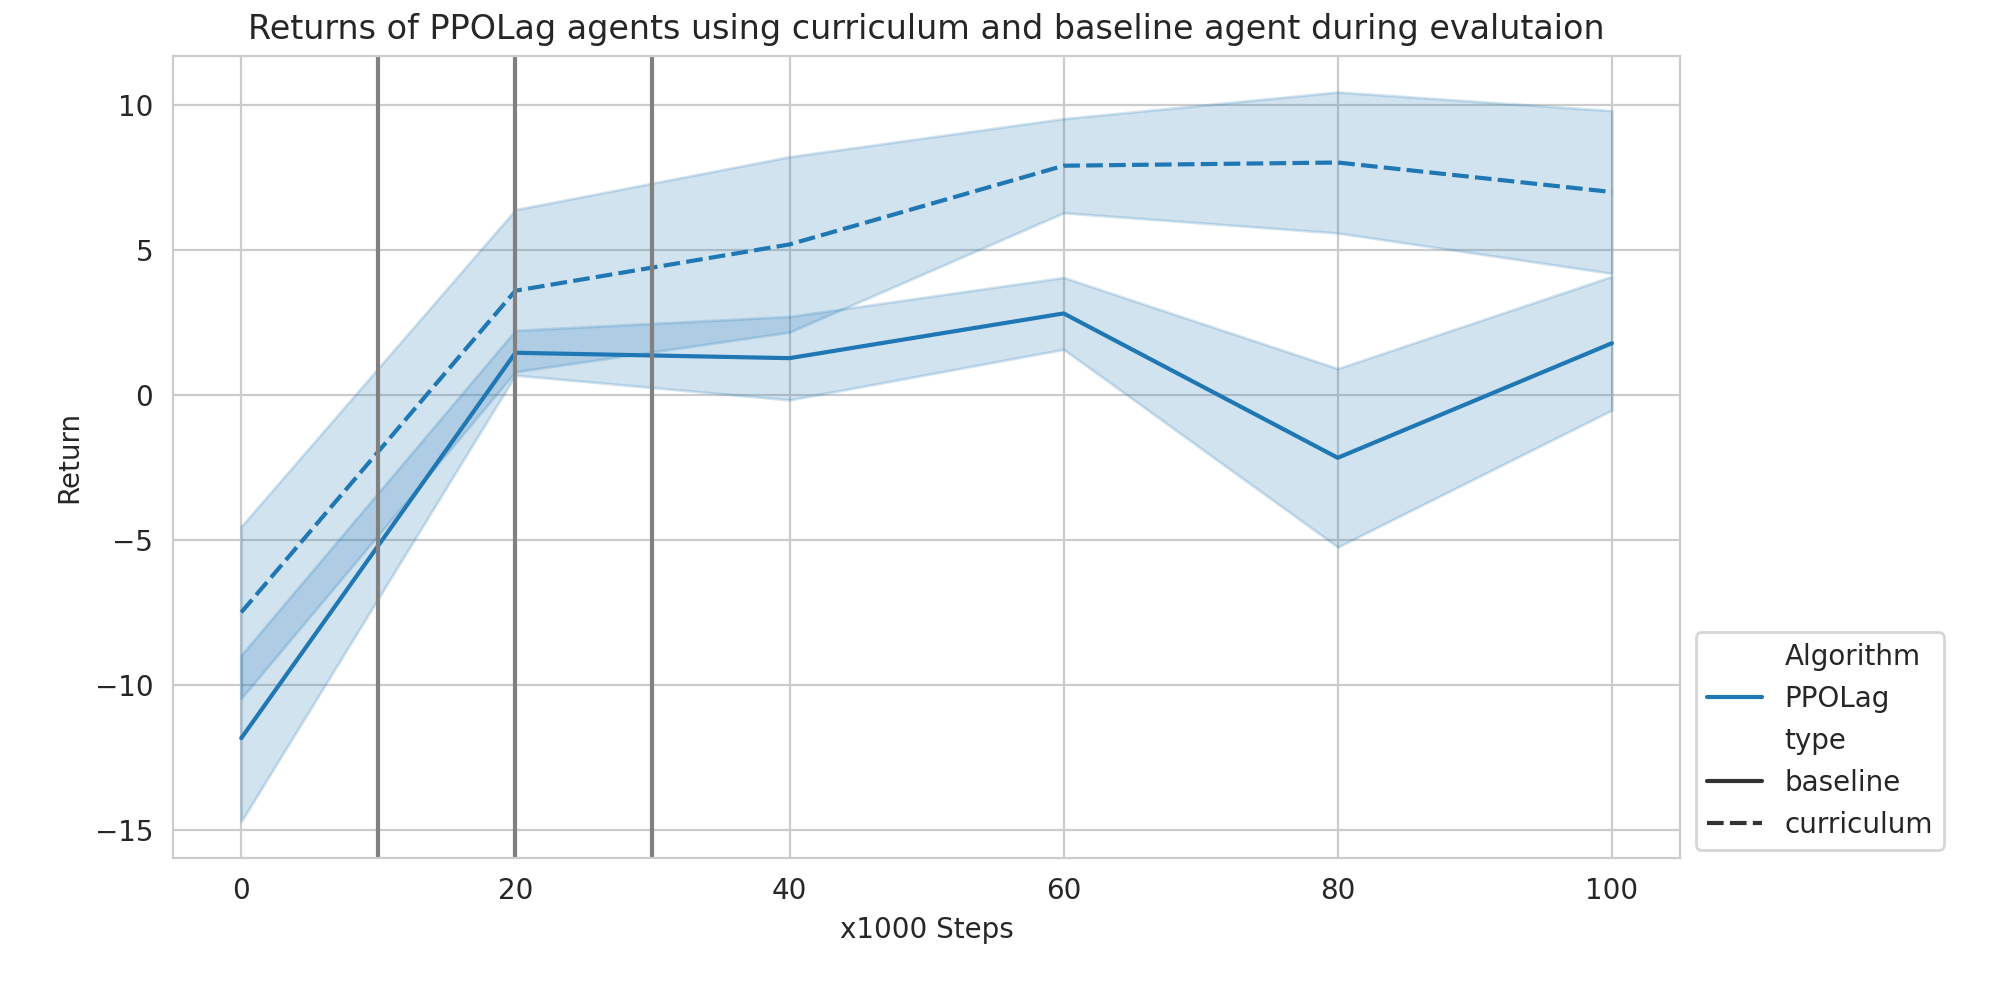 Returns of PPOLag agents using curriculum and baseline agent during evalutaion
10
5
0
−5
−10
−15
Return
0 20 40 60 80 100
x1000 Steps
Algorithm
PPOLag
type
baseline
curriculum